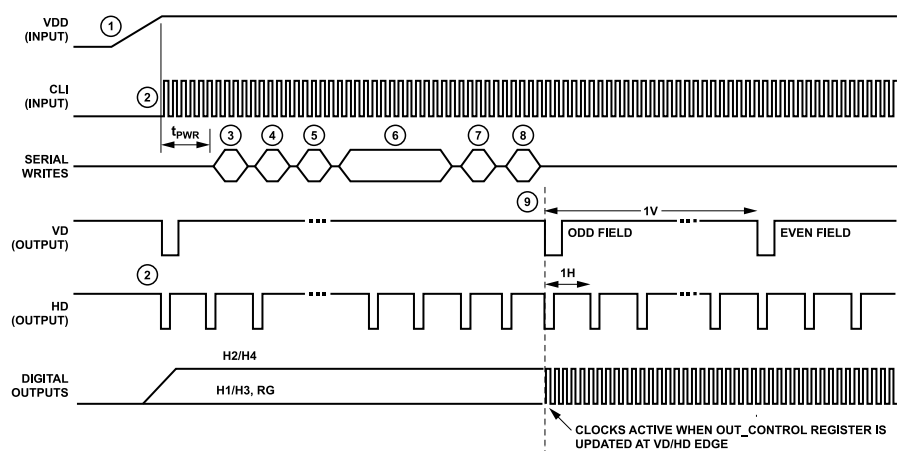 VDD
(INPUT)
1
CLI
(INPUT)
2
tPWR
3
4
5
6
7
8
SERIAL
WRITES
9
1V
VD
(OUTPUT)
ODD FIELD
EVEN FIELD
2
1H
HD
(OUTPUT)
H2/H4
DIGITAL
OUTPUTS
H1/H3, RG
CLOCKS ACTIVE WHEN OUT_CONTROL REGISTER IS
UPDATED AT VD/HD EDGE